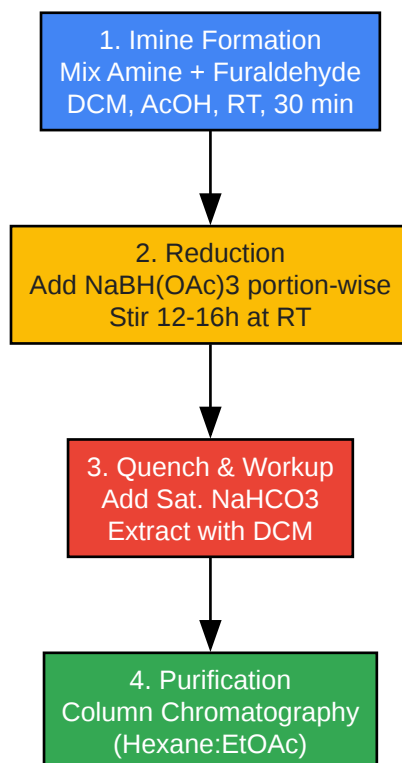 1. Imine Formation
Mix Amine + Furaldehyde
DCM, AcOH, RT, 30 min
2. Reduction
Add NaBH(OAc)3 portion-wise
Stir 12-16h at RT
3. Quench & Workup
Add Sat. NaHCO3
Extract with DCM
4. Purification
Column Chromatography
(Hexane:EtOAc)